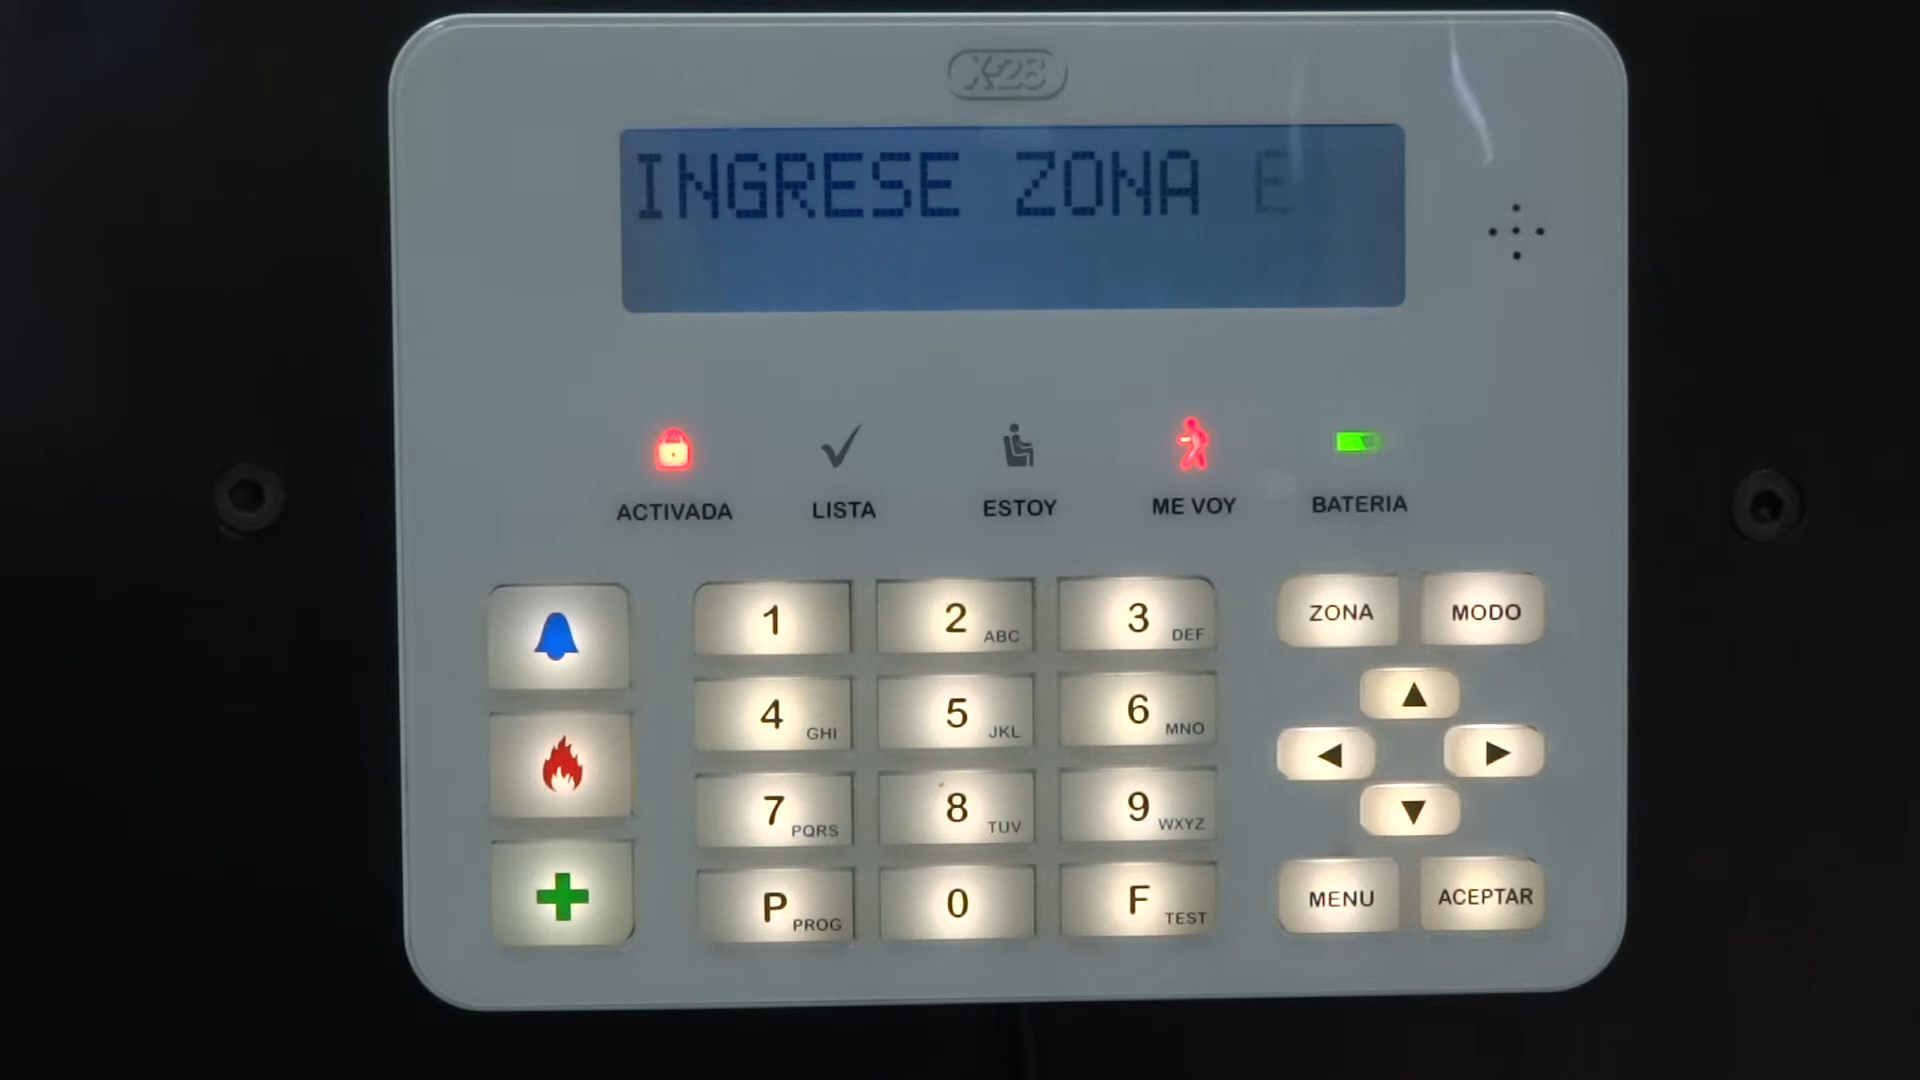 X-28
INGRESE ZONA E
ACTIVADA
LISTA
ESTOY
ME VOY
BATERIA
1
2 ABC
3 DEF
ZONA
MODO
4 GHI
5 JKL
6 MNO
7 PQRS
8 TUV
9 WXYZ
P PROG
0
F TEST
MENU
ACEPTAR